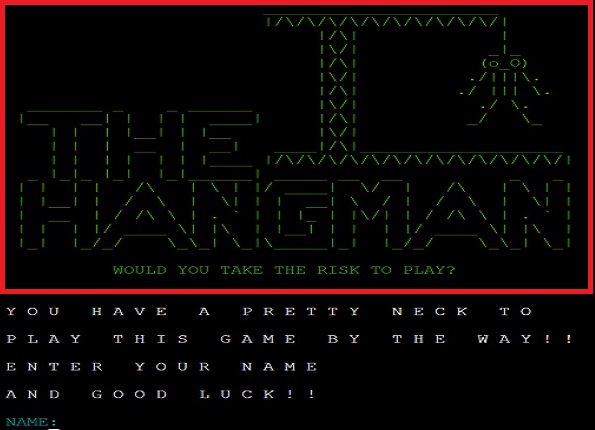 THE
HANGMAN
WOULD YOU TAKE THE RISK TO PLAY?
YOU HAVE A PRETTY NECK TO
PLAY THIS GAME BY THE WAY!!
ENTER YOUR NAME
AND GOOD LUCK!!
NAME: